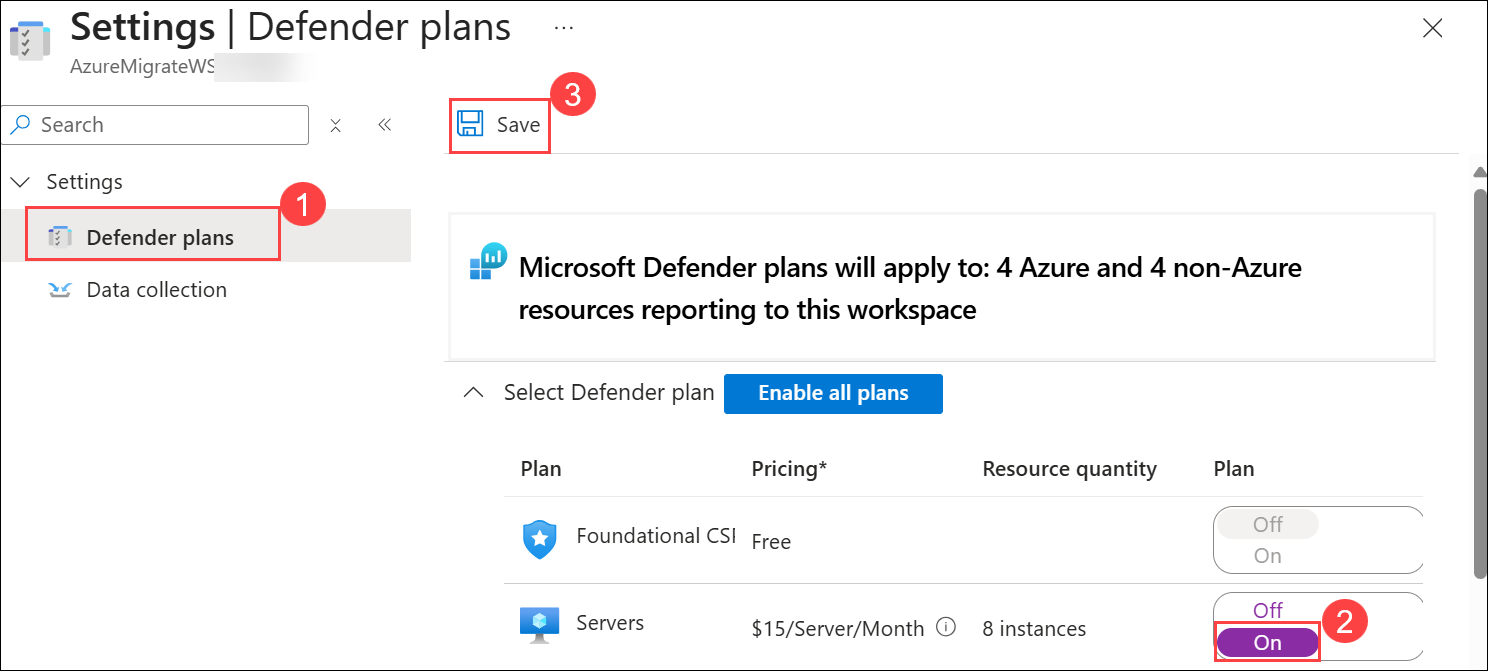 Settings | Defender plans ...
AzureMigrateWS
3
Search
Save
Settings
1
Defender plans
Data collection
Microsoft Defender plans will apply to: 4 Azure and 4 non-Azure
resources reporting to this workspace
Select Defender plan Enable all plans
Plan Pricing* Resource quantity Plan
Off
Foundational CSI Free
On
Off
Servers $15/Server/Month 8 instances
2
On